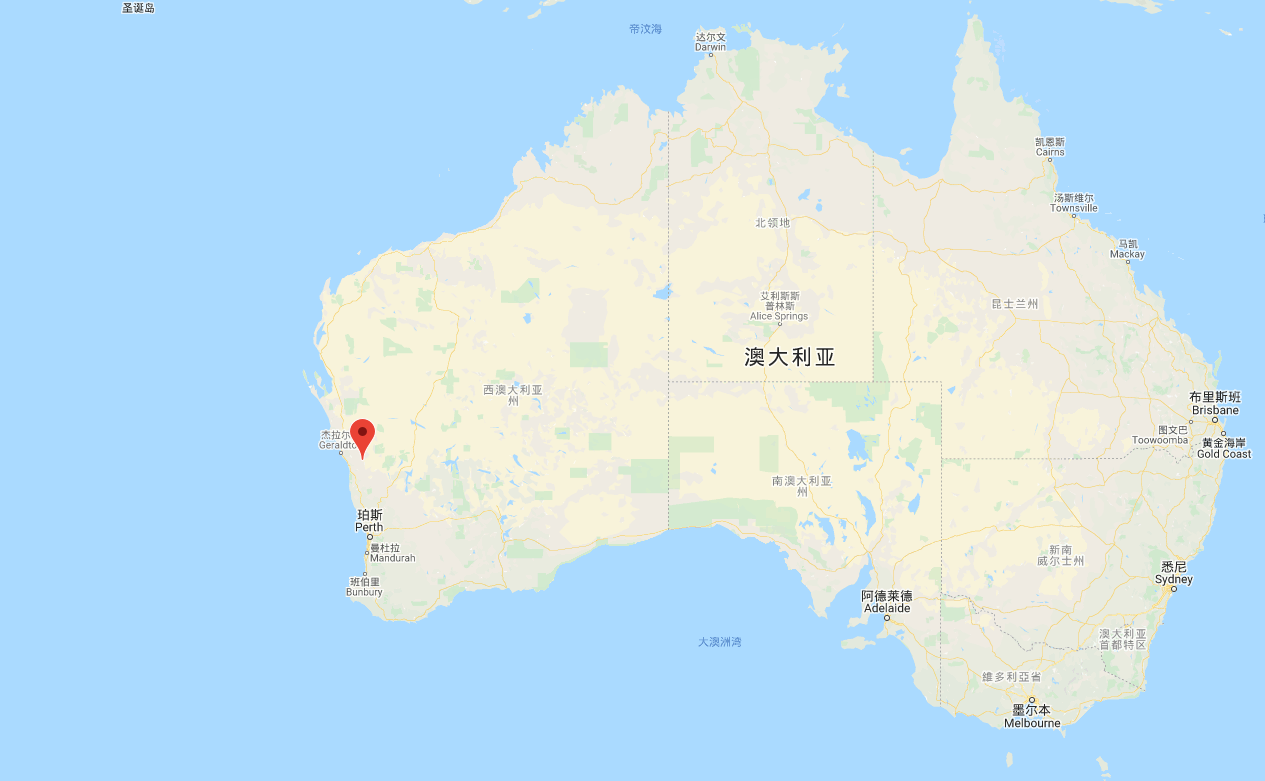 圣诞岛
帝汶海
达尔文
Darwin
凯恩斯
Cairns
汤斯维尔
Townsville
北领地
马凯
Mackay
艾利斯斯
普林斯
Alice Springs
昆士兰州
澳大利亚
西澳大利亚
州
布里斯班
Brisbane
图文巴
Toowoomba
黄金海岸
Gold Coast
杰拉尔
Geraldto
南澳大利亚
州
珀斯
Perth
曼杜拉
Mandurah
班伯里
Bunbury
新南
威尔士州
悉尼
Sydney
阿德莱德
Adelaide
大澳洲湾
澳大利亚
首都特区
維多利亞省
墨尔本
Melbourne